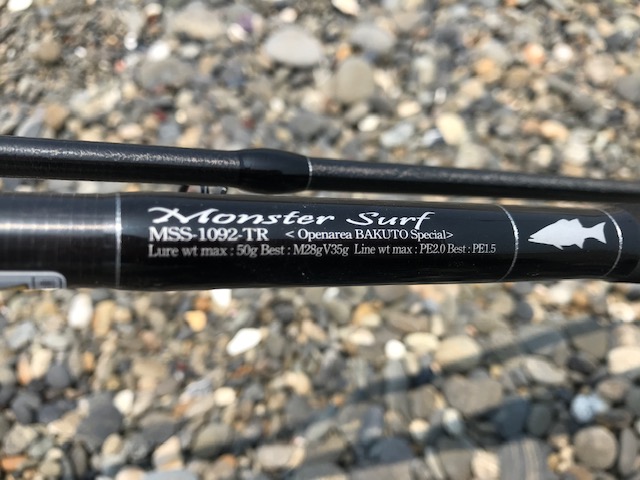 Monster Surf
MSS-1092-TR <Openarea BAKUTO Special>
Lure wt max : 50g Best : M28gV35g Line wt max : PE2.0 Best : PE1.5